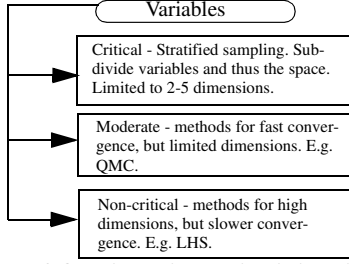 Variables
Critical - Stratified sampling. Sub-
divide variables and thus the space.
Limited to 2-5 dimensions.
Moderate - methods for fast conver-
gence, but limited dimensions. E.g.
QMC.
Non-critical - methods for high
dimensions, but slower conver-
gence. E.g. LHS.